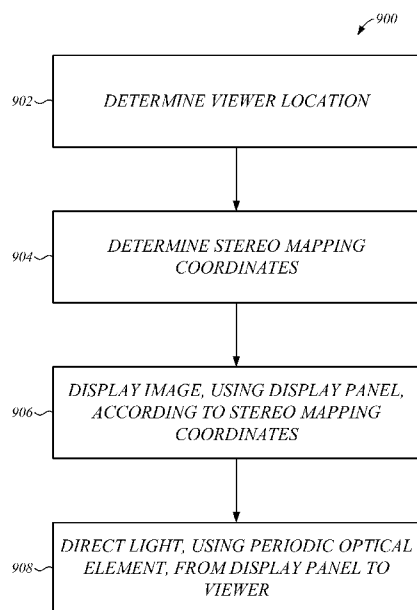 900
902
DETERMINE VIEWER LOCATION
904
DETERMINE STEREO MAPPING
COORDINATES
906
DISPLAY IMAGE, USING DISPLAY PANEL,
ACCORDING TO STEREO MAPPING
COORDINATES
908
DIRECT LIGHT, USING PERIODIC OPTICAL
ELEMENT, FROM DISPLAY PANEL TO
VIEWER